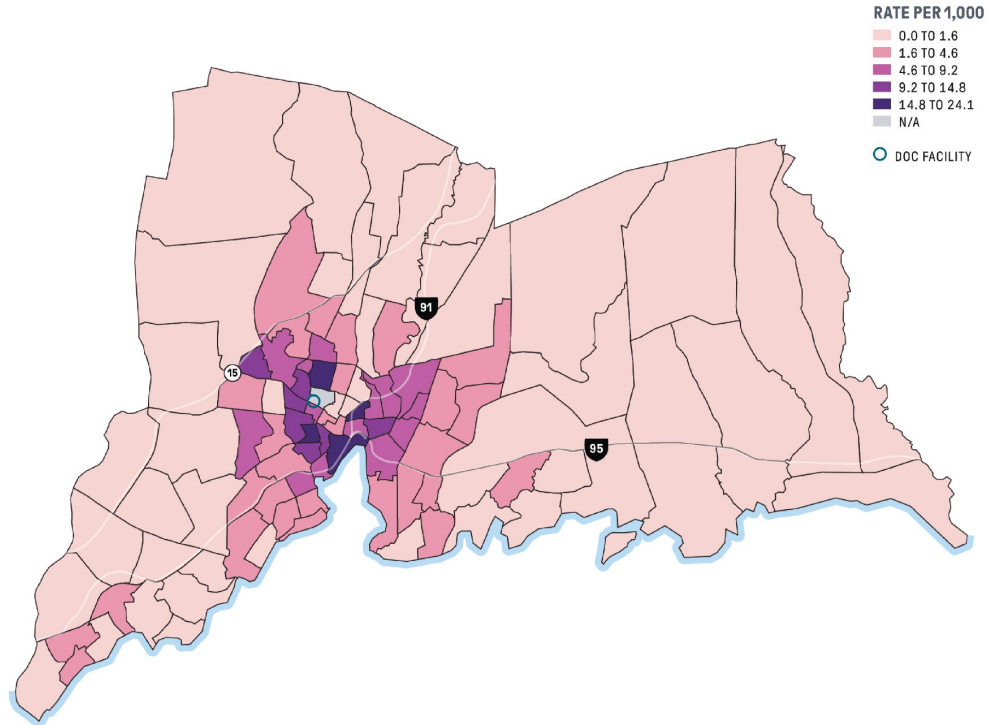 RATE PER 1,000
0.0 TO 1.6
1.6 TO 4.6
4.6 TO 9.2
9.2 TO 14.8
14.8 TO 24.1
N/A
DOC FACILITY
91
15
95